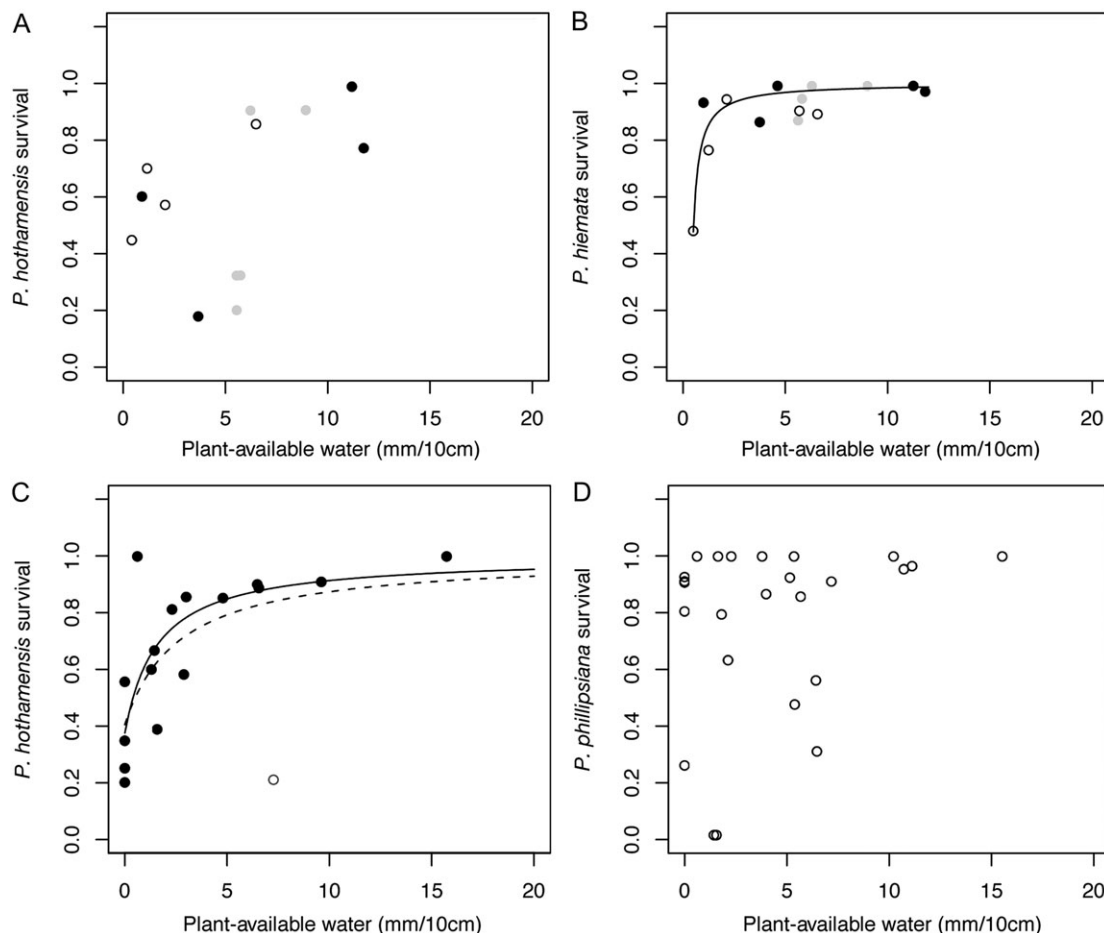 A
P. hothamensis survival
0.0 0.2 0.4 0.6 0.8 1.0
0 5 10 15 20
Plant-available water (mm/10cm)
B
P. hiemata survival
0.0 0.2 0.4 0.6 0.8 1.0
0 5 10 15 20
Plant-available water (mm/10cm)
C
P. hothamensis survival
0.0 0.2 0.4 0.6 0.8 1.0
0 5 10 15 20
Plant-available water (mm/10cm)
D
P. phillipsiana survival
0.0 0.2 0.4 0.6 0.8 1.0
0 5 10 15 20
Plant-available water (mm/10cm)